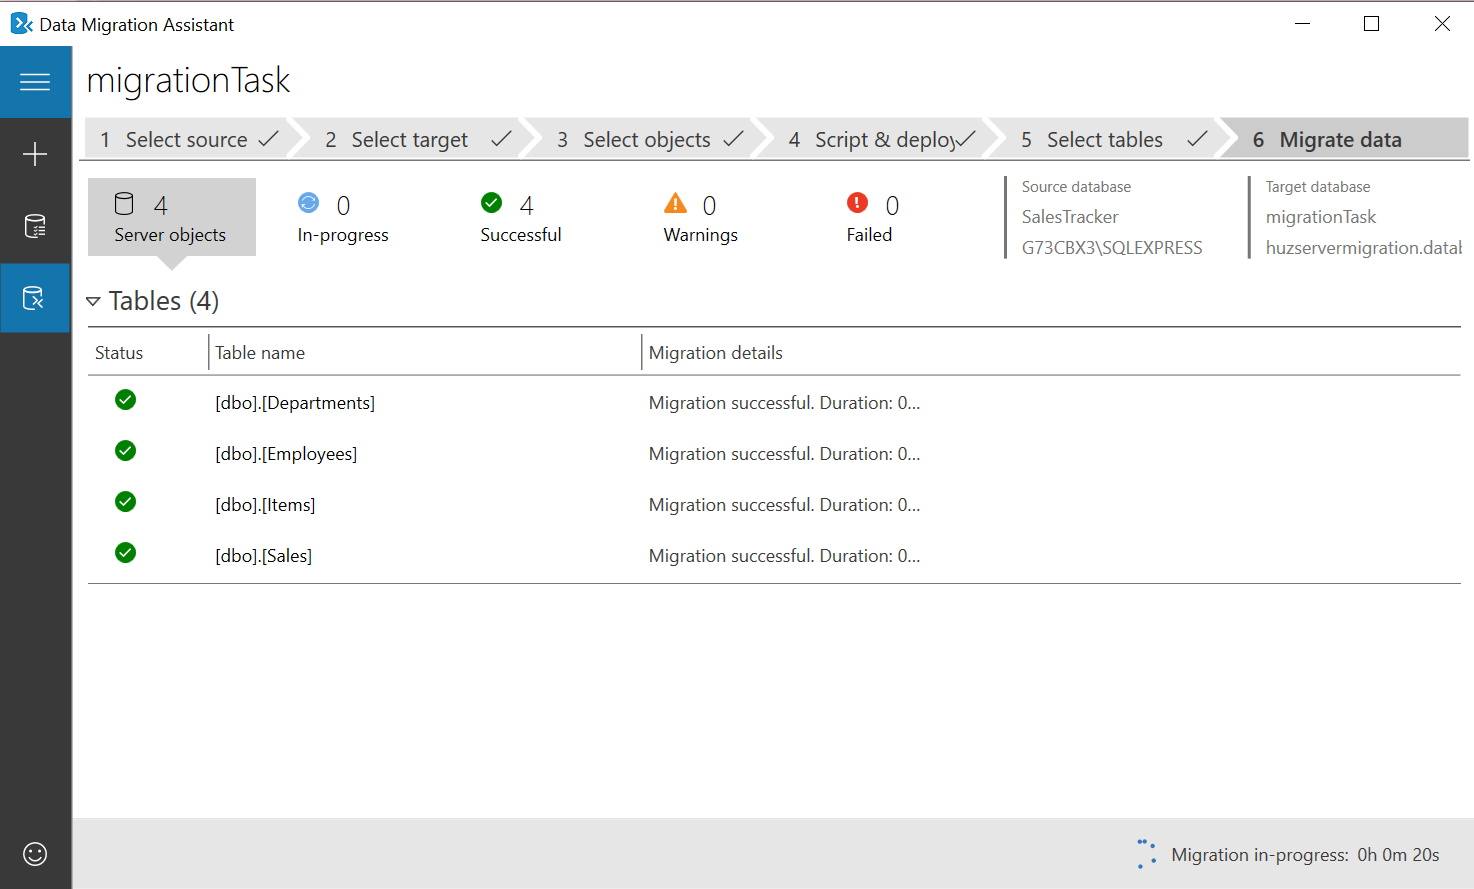 Data Migration Assistant
migrationTask
1 Select source 2 Select target 3 Select objects 4 Script & deploy 5 Select tables 6 Migrate data
4 Server objects
0 In-progress
4 Successful
0 Warnings
0 Failed
Source database
SalesTracker
G73CBX3\SQLEXPRESS
Target database
migrationTask
huzservermigration.datab
Tables (4)
Status Table name Migration details
[dbo].[Departments] Migration successful. Duration: 0...
[dbo].[Employees] Migration successful. Duration: 0...
[dbo].[Items] Migration successful. Duration: 0...
[dbo].[Sales] Migration successful. Duration: 0...
Migration in-progress: 0h 0m 20s